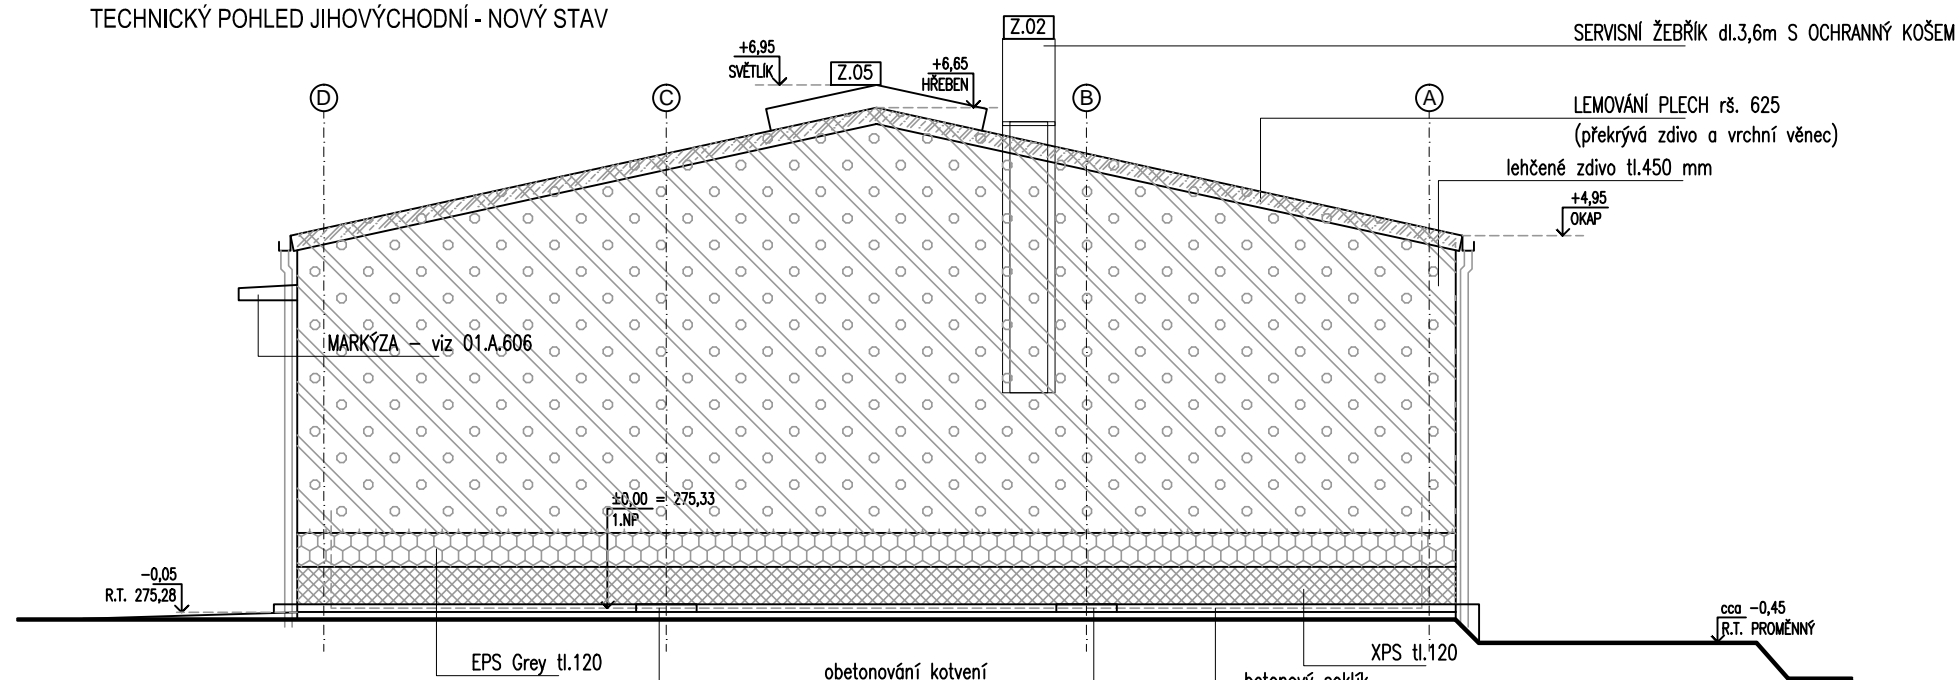 TECHNICKÝ POHLED JIHOVÝCHODNÍ - NOVÝ STAV
Z.02
SERVISNÍ ŽEBŘÍK dl.3,6m S OCHRANNÝ KOŠEM
+6,95
SVĚTLÍK
Z.05
+6,65
HŘEBEN
D
C
B
A
LEMOVÁNÍ PLECH rš. 625
(překrývá zdivo a vrchní věnec)
lehčené zdivo tl.450 mm
+4,95
OKAP
MARKÝZA – viz 01.A.606
±0,00 = 275,33
1.NP
-0,05
R.T. 275,28
cca -0,45
R.T. PROMĚNNÝ
EPS Grey tl.120
obetonování kotvení
XPS tl.120
betonový soklík